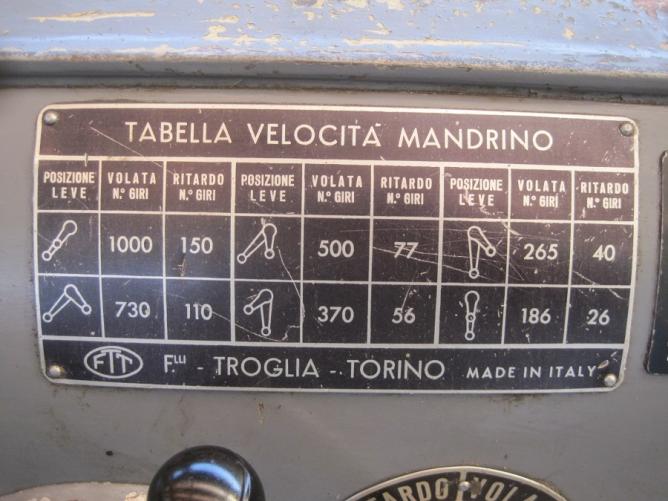 TABELLA VELOCITÀ MANDRINO
POSIZIONE LEVE VOLATA N.º GIRI RITARDO N.º GIRI POSIZIONE LEVE VOLATA N.º GIRI RITARDO N.º GIRI POSIZIONE LEVE VOLATA N.º GIRI RITARDO N.º GIRI
1000 150 500 77 265 40
730 110 370 56 186 26
FTT F.LLI - TROGLIA - TORINO MADE IN ITALY